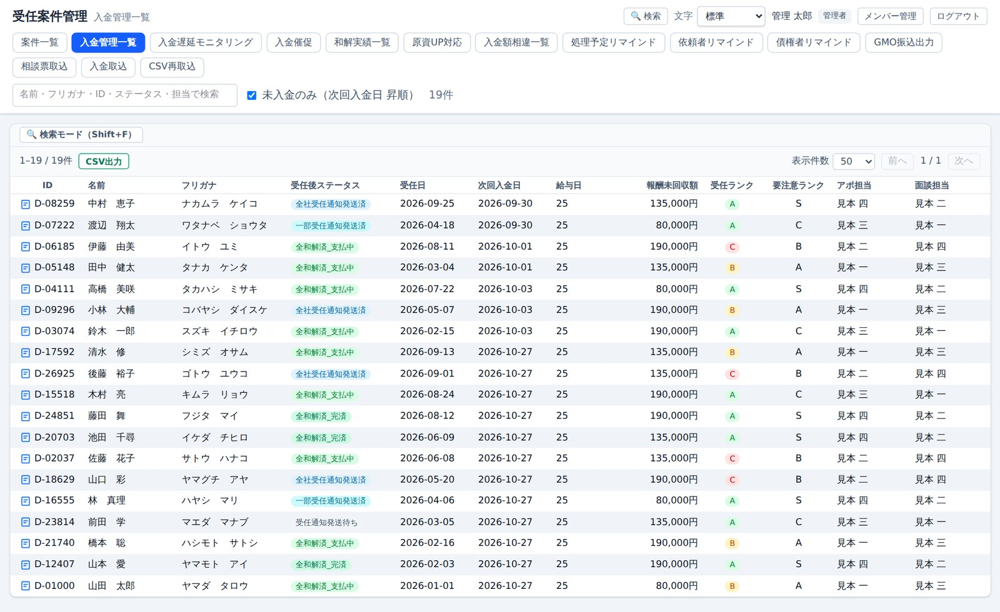 受任案件管理 入金管理一覧 🔍 検索 文字 標準 管理 太郎 管理者 メンバー管理 ログアウト
案件一覧 入金管理一覧 入金遅延モニタリング 入金催促 和解実績一覧 原資UP対応 入金額相違一覧 処理予定リマインド 依頼者リマインド 債権者リマインド GMO振込出力
相談票取込 入金取込 CSV再取込
名前・フリガナ・ID・ステータス・担当で検索 未入金のみ（次回入金日 昇順） 19件
🔍 検索モード（Shift+F）
1–19 / 19件 CSV出力 表示件数 50 前へ 1 / 1 次へ
ID 名前 フリガナ 受任後ステータス 受任日 次回入金日 給与日 報酬未回収額 受任ランク 要注意ランク アポ担当 面談担当
D-08259 中村　恵子 ナカムラ　ケイコ 全社受任通知発送済 2026-09-25 2026-09-30 25 135,000円 A S 見本 四 見本 二
D-07222 渡辺　翔太 ワタナベ　ショウタ 一部受任通知発送済 2026-04-18 2026-09-30 25 80,000円 A C 見本 三 見本 一
D-06185 伊藤　由美 イトウ　ユミ 全和解済_支払中 2026-08-11 2026-10-01 25 190,000円 C B 見本 二 見本 四
D-05148 田中　健太 タナカ　ケンタ 全和解済_支払中 2026-03-04 2026-10-01 25 135,000円 B A 見本 一 見本 三
D-04111 高橋　美咲 タカハシ　ミサキ 全和解済_支払中 2026-07-22 2026-10-03 25 80,000円 A S 見本 四 見本 二
D-09296 小林　大輔 コバヤシ　ダイスケ 全社受任通知発送済 2026-05-07 2026-10-03 25 190,000円 B A 見本 一 見本 三
D-03074 鈴木　一郎 スズキ　イチロウ 全和解済_支払中 2026-02-15 2026-10-03 25 190,000円 A C 見本 三 見本 一
D-17592 清水　修 シミズ　オサム 全和解済_支払中 2026-09-13 2026-10-27 25 135,000円 B A 見本 一 見本 三
D-26925 後藤　裕子 ゴトウ　ユウコ 全社受任通知発送済 2026-09-01 2026-10-27 25 135,000円 C B 見本 二 見本 四
D-15518 木村　亮 キムラ　リョウ 全和解済_支払中 2026-08-24 2026-10-27 25 190,000円 A C 見本 三 見本 一
D-24851 藤田　舞 フジタ　マイ 全和解済_完済 2026-08-12 2026-10-27 25 190,000円 A S 見本 四 見本 二
D-20703 池田　千尋 イケダ　チヒロ 全和解済_完済 2026-06-09 2026-10-27 25 135,000円 A S 見本 四 見本 二
D-02037 佐藤　花子 サトウ　ハナコ 全和解済_支払中 2026-06-08 2026-10-27 25 135,000円 C B 見本 二 見本 四
D-18629 山口　彩 ヤマグチ　アヤ 全社受任通知発送済 2026-05-20 2026-10-27 25 190,000円 C B 見本 二 見本 四
D-16555 林　真理 ハヤシ　マリ 一部受任通知発送済 2026-04-06 2026-10-27 25 80,000円 A S 見本 四 見本 二
D-23814 前田　学 マエダ　マナブ 受任通知発送待ち 2026-03-05 2026-10-27 25 135,000円 A C 見本 三 見本 一
D-21740 橋本　聡 ハシモト　サトシ 全和解済_支払中 2026-02-16 2026-10-27 25 190,000円 B A 見本 一 見本 三
D-12407 山本　愛 ヤマモト　アイ 全和解済_完済 2026-02-03 2026-10-27 25 190,000円 A S 見本 四 見本 二
D-01000 山田　太郎 ヤマダ　タロウ 全和解済_支払中 2026-01-01 2026-10-27 25 80,000円 B A 見本 一 見本 三